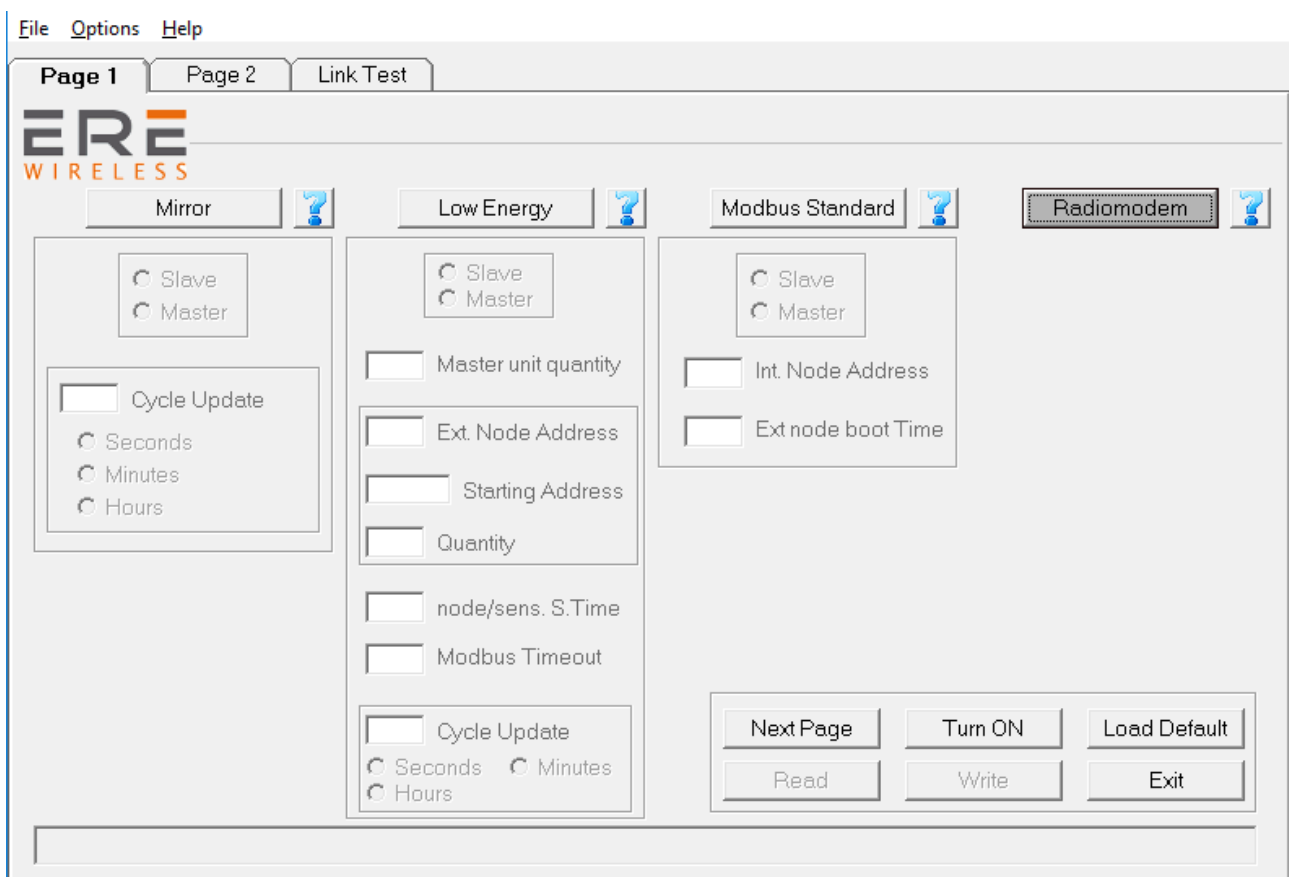 File Options Help
Page 1 Page 2 Link Test
ERE
WIRELESS
Mirror ? Low Energy ? Modbus Standard ? Radiomodem ?
Slave
Master
Cycle Update
Seconds
Minutes
Hours
Slave
Master
Master unit quantity
Ext. Node Address
Starting Address
Quantity
node/sens. S.Time
Modbus Timeout
Cycle Update
Seconds Minutes
Hours
Slave
Master
Int. Node Address
Ext node boot Time
Next Page Turn ON Load Default
Read Write Exit